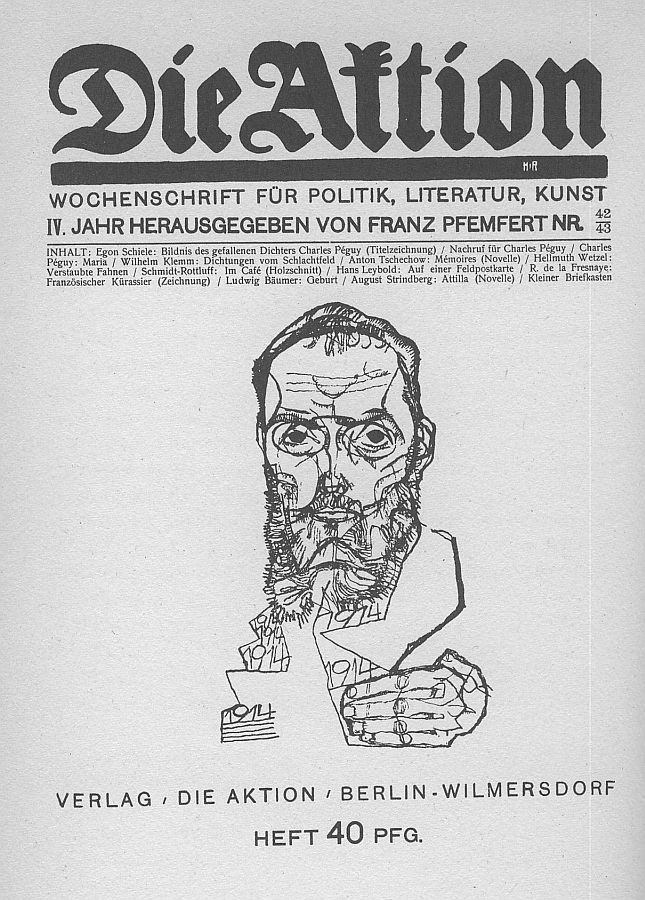 Die Aktion
MR
WOCHENSCHRIFT FÜR POLITIK, LITERATUR, KUNST
IV. JAHR HERAUSGEGEBEN VON FRANZ PFEMFERT NR. 42/43
INHALT: Egon Schiele: Bildnis des gefallenen Dichters Charles Péguy (Titelzeichnung) / Nachruf für Charles Péguy / Charles
Péguy: Maria / Wilhelm Klemm: Dichtungen vom Schlachtfeld / Anton Tschechow: Mémoires (Novelle) / Hellmuth Wetzel:
Verstaubte Fahnen / Schmidt-Rottluff: Im Café (Holzschnitt) / Hans Leybold: Auf einer Feldpostkarte / R. de la Fresnaye:
Französischer Kürassier (Zeichnung) / Ludwig Bäumer: Geburt / August Strindberg: Attilla (Novelle) / Kleiner Briefkasten
1914
1914
914
1914
1914
1914
VERLAG / DIE AKTION / BERLIN-WILMERSDORF
HEFT 40 PFG.